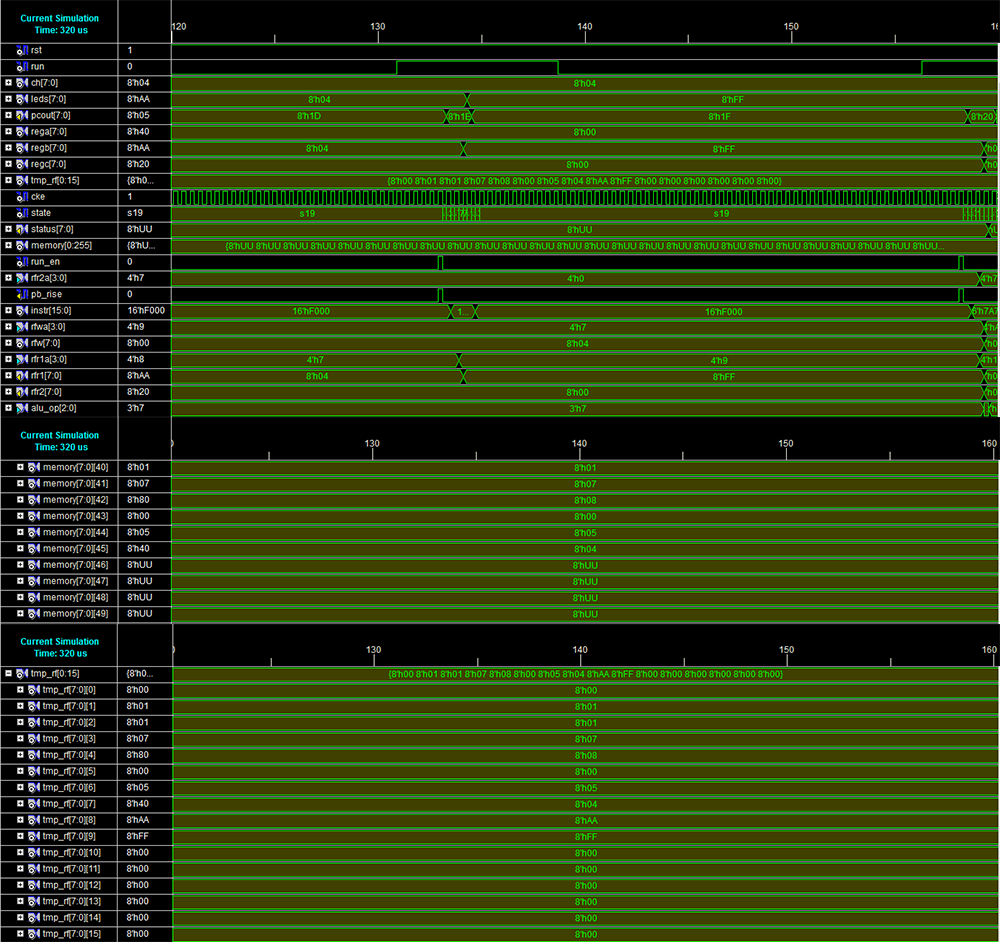 Current Simulation
Time: 320 us
120 130 140 150
rst 1
run 0
ch[7:0] 8'h04 8'h04
leds[7:0] 8'hAA 8'h04 8'hFF
pcout[7:0] 8'h05 8'h1D 8'h1E 8'h1F 8'h20
rega[7:0] 8'h40 8'h00
regb[7:0] 8'hAA 8'h04 8'hFF
regc[7:0] 8'h20 8'h00
tmp_rf[0:15] {8'h0... {8'h00 8'h01 8'h01 8'h07 8'h08 8'h00 8'h05 8'h04 8'hAA 8'hFF 8'h00 8'h00 8'h00 8'h00 8'h00 8'h00}
cke 1
state s19 s19 s19
status[7:0] 8'hUU 8'hUU
memory[0:255] {8'hU... {8'hUU 8'hUU 8'hUU 8'hUU 8'hUU 8'hUU 8'hUU 8'hUU 8'hUU 8'hUU 8'hUU 8'hUU 8'hUU 8'hUU 8'hUU 8'hUU 8'hUU 8'hUU 8'hUU 8'hUU 8'hUU 8'hUU 8'hUU 8'hUU 8'hUU...
run_en 0
rfr2a[3:0] 4'h7 4'h0 4'h7
pb_rise 0
instr[15:0] 16'hF000 16'hF000 1... 16'hF000
rfwa[3:0] 4'h9 4'h7
rfw[7:0] 8'h00 8'h04
rfr1a[3:0] 4'h8 4'h7 4'h9 4'h1
rfr1[7:0] 8'hAA 8'h04 8'hFF
rfr2[7:0] 8'h20 8'h00
alu_op[2:0] 3'h7 3'h7
Current Simulation
Time: 320 us
130 140 150 160
memory[7:0][40] 8'h01 8'h01
memory[7:0][41] 8'h07 8'h07
memory[7:0][42] 8'h80 8'h08
memory[7:0][43] 8'h00 8'h00
memory[7:0][44] 8'h05 8'h05
memory[7:0][45] 8'h40 8'h04
memory[7:0][46] 8'hUU 8'hUU
memory[7:0][47] 8'hUU 8'hUU
memory[7:0][48] 8'hUU 8'hUU
memory[7:0][49] 8'hUU 8'hUU
Current Simulation
Time: 320 us
130 140 150 160
tmp_rf[0:15] {8'h0... {8'h00 8'h01 8'h01 8'h07 8'h08 8'h00 8'h05 8'h04 8'hAA 8'hFF 8'h00 8'h00 8'h00 8'h00 8'h00 8'h00}
tmp_rf[7:0][0] 8'h00 8'h00
tmp_rf[7:0][1] 8'h01 8'h01
tmp_rf[7:0][2] 8'h01 8'h01
tmp_rf[7:0][3] 8'h07 8'h07
tmp_rf[7:0][4] 8'h80 8'h08
tmp_rf[7:0][5] 8'h00 8'h00
tmp_rf[7:0][6] 8'h05 8'h05
tmp_rf[7:0][7] 8'h40 8'h04
tmp_rf[7:0][8] 8'hAA 8'hAA
tmp_rf[7:0][9] 8'hFF 8'hFF
tmp_rf[7:0][10] 8'h00 8'h00
tmp_rf[7:0][11] 8'h00 8'h00
tmp_rf[7:0][12] 8'h00 8'h00
tmp_rf[7:0][13] 8'h00 8'h00
tmp_rf[7:0][14] 8'h00 8'h00
tmp_rf[7:0][15] 8'h00 8'h00